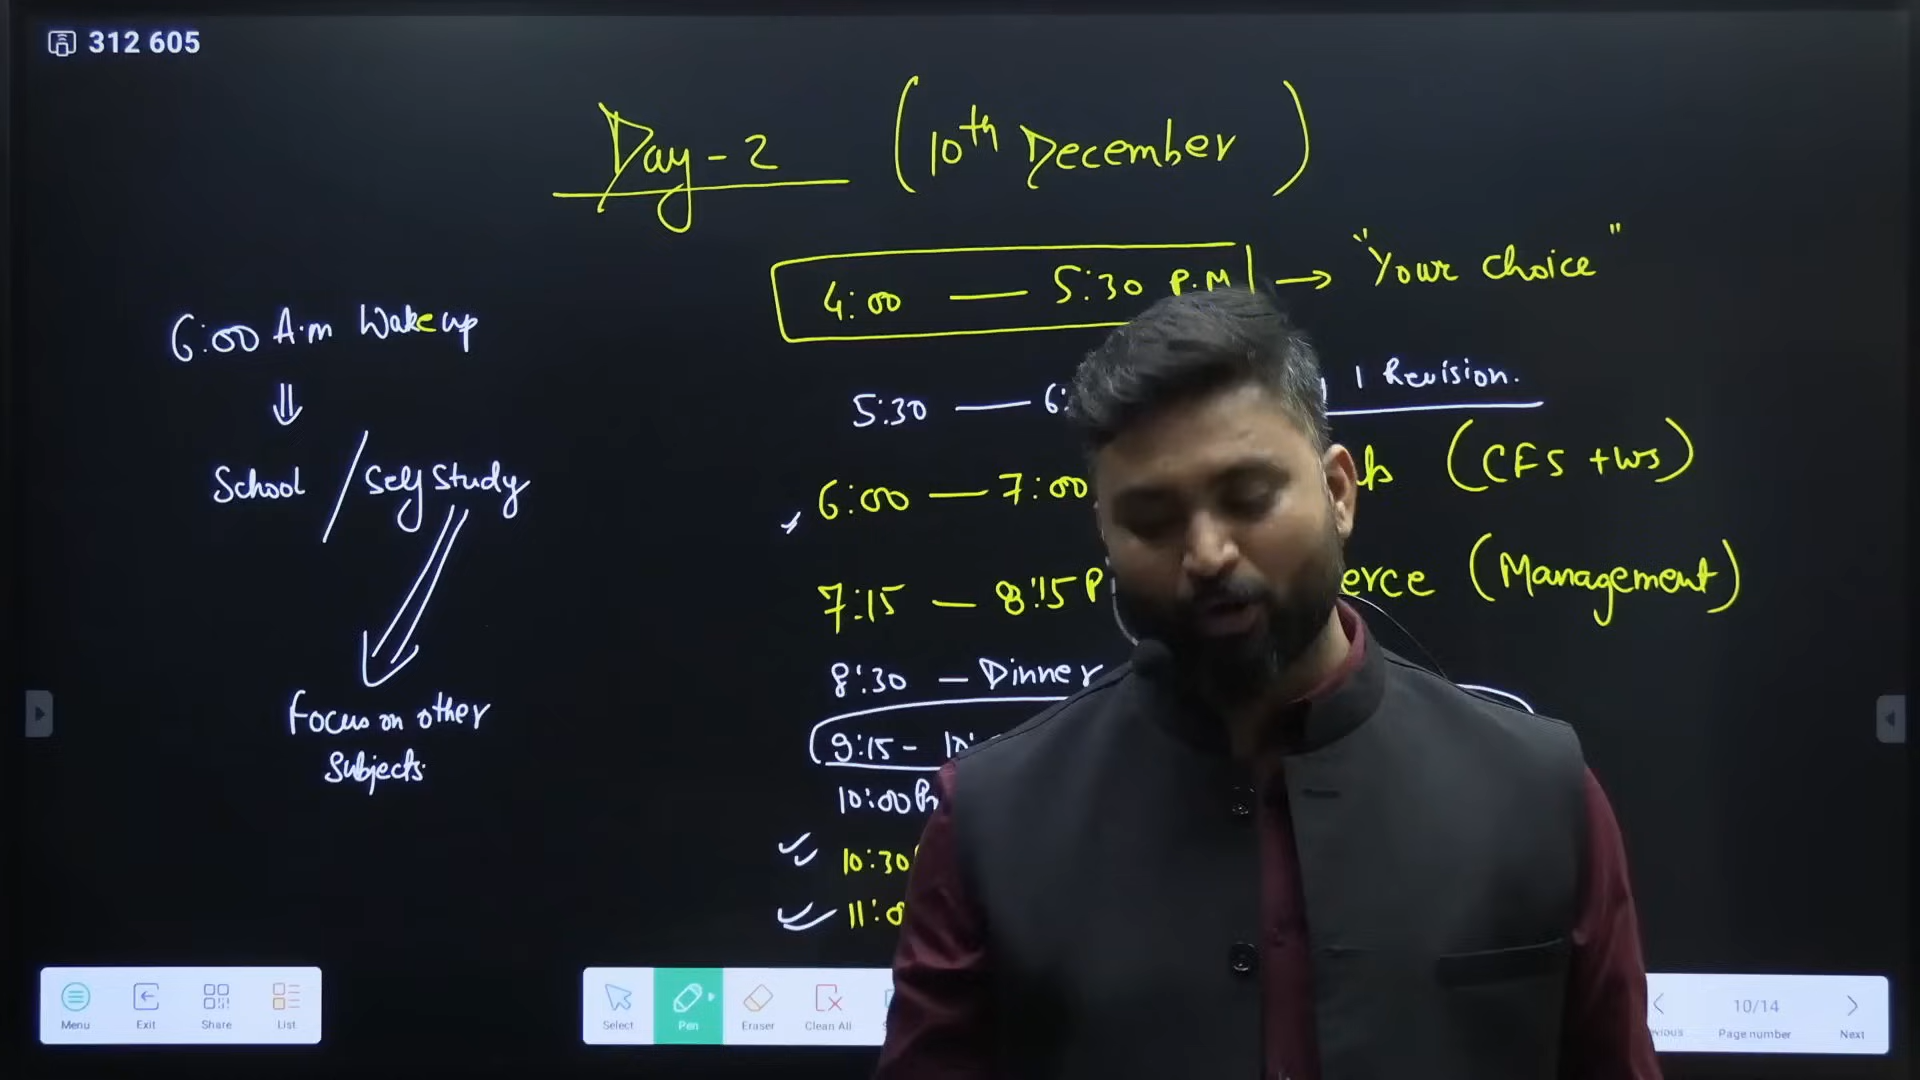 312 605
Day-2 (10th December)
4:00 — 5:30 P.M → "Your choice"
6:00 A.m Wakeup
5:30 — 6: 1 Revision.
School / Self study
6:00 — 7:00 (CFS + WS)
7:15 — 8:15 P erce (Management)
8:30 — Dinner
Focus on other
Subjects.
9:15 - 10:
10:00 P
10:30
11:0
Menu
Exit
Share
List
Select
Pen
Eraser
Clean All
10/14
Page number
Next